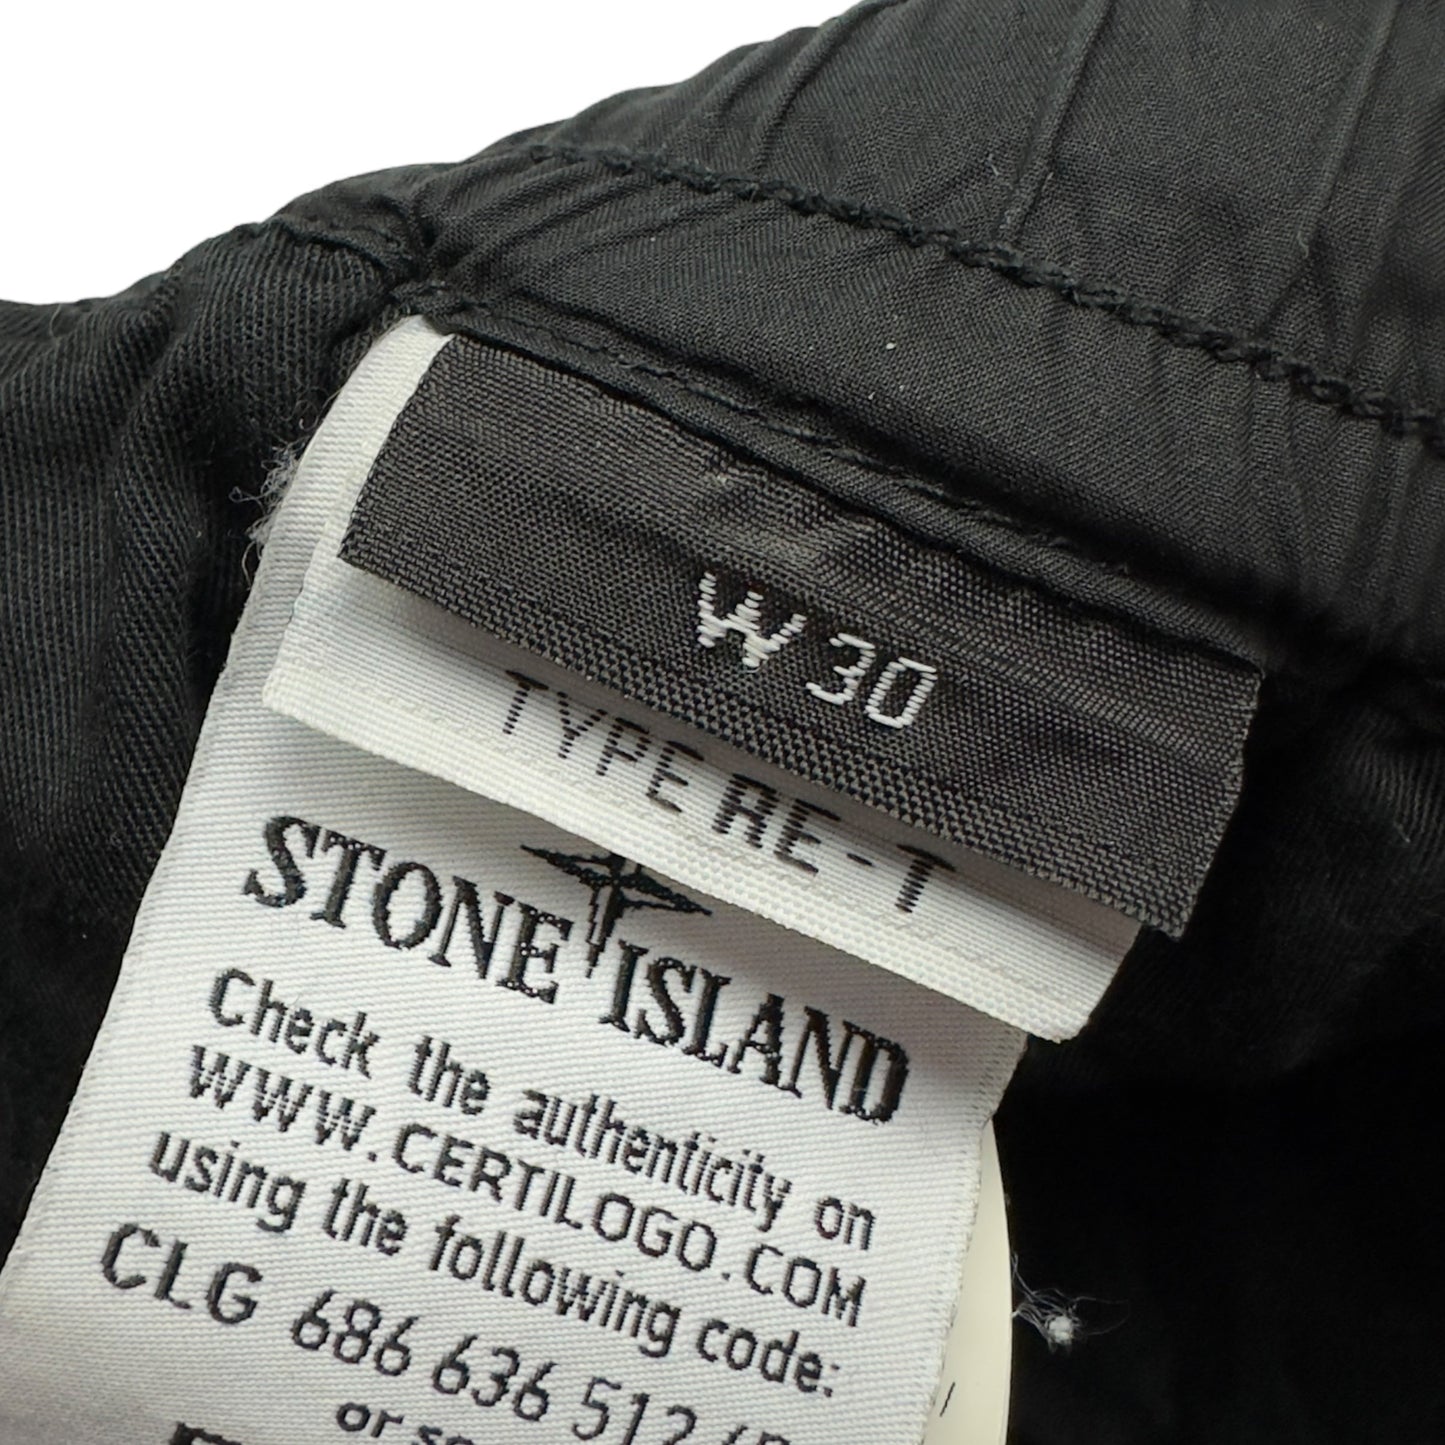 W 30
TYPE RE-T
STONE ISLAND
Check the authenticity on
WWW.CERTILOGO.COM
using the following code:
CLG 686 636 512
or